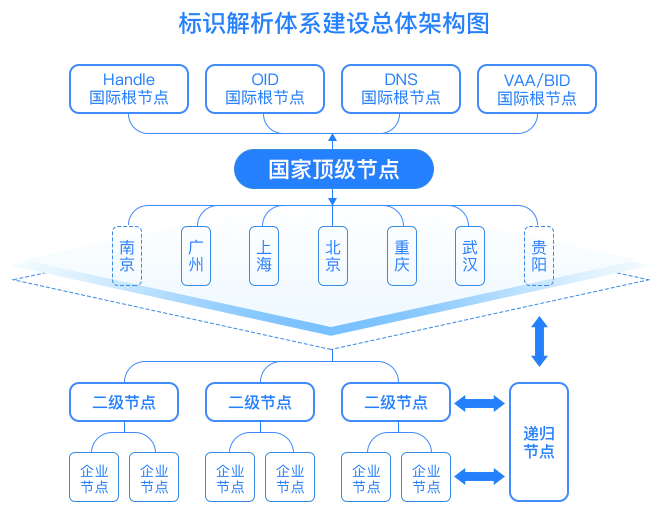 标识解析体系建设总体架构图
Handle
国际根节点
OID
国际根节点
DNS
国际根节点
VAA/BID
国际根节点
国家顶级节点
南京
广州
上海
北京
重庆
武汉
贵阳
二级节点
二级节点
二级节点
递归
节点
企业
节点
企业
节点
企业
节点
企业
节点
企业
节点
企业
节点